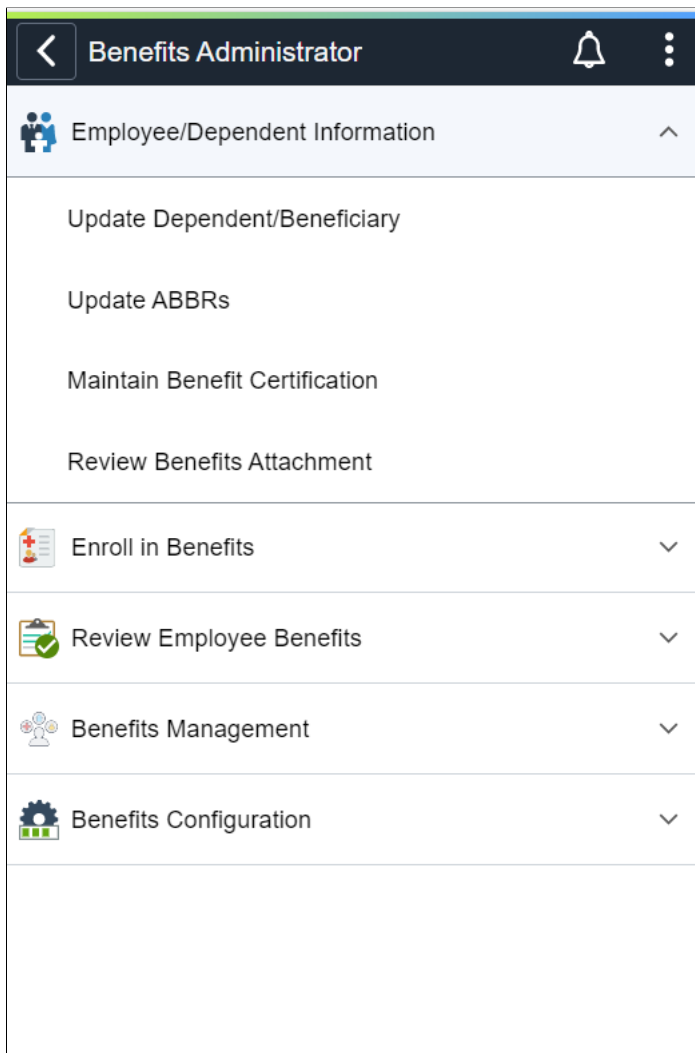 Benefits Administrator
Employee/Dependent Information
Update Dependent/Beneficiary
Update ABBRs
Maintain Benefit Certification
Review Benefits Attachment
Enroll in Benefits
Review Employee Benefits
Benefits Management
Benefits Configuration